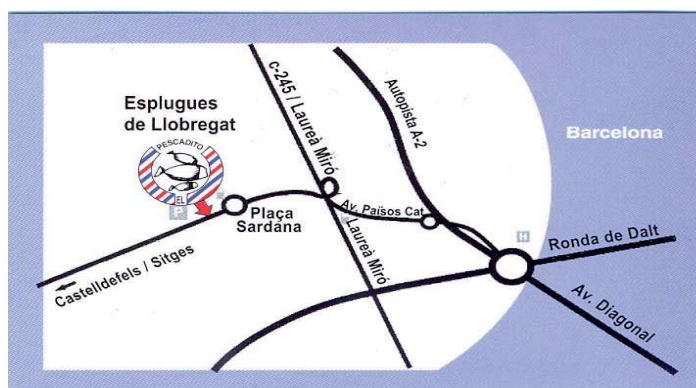 Esplugues
de Llobregat
PESCADITO
EL
P
Plaça
Sardana
c-245 / Laureà Miró
Autopista A-2
Barcelona
Av. Països Cat
H
Laureà Miró
Ronda de Dalt
Av. Diagonal
Castelldefels / Sitges